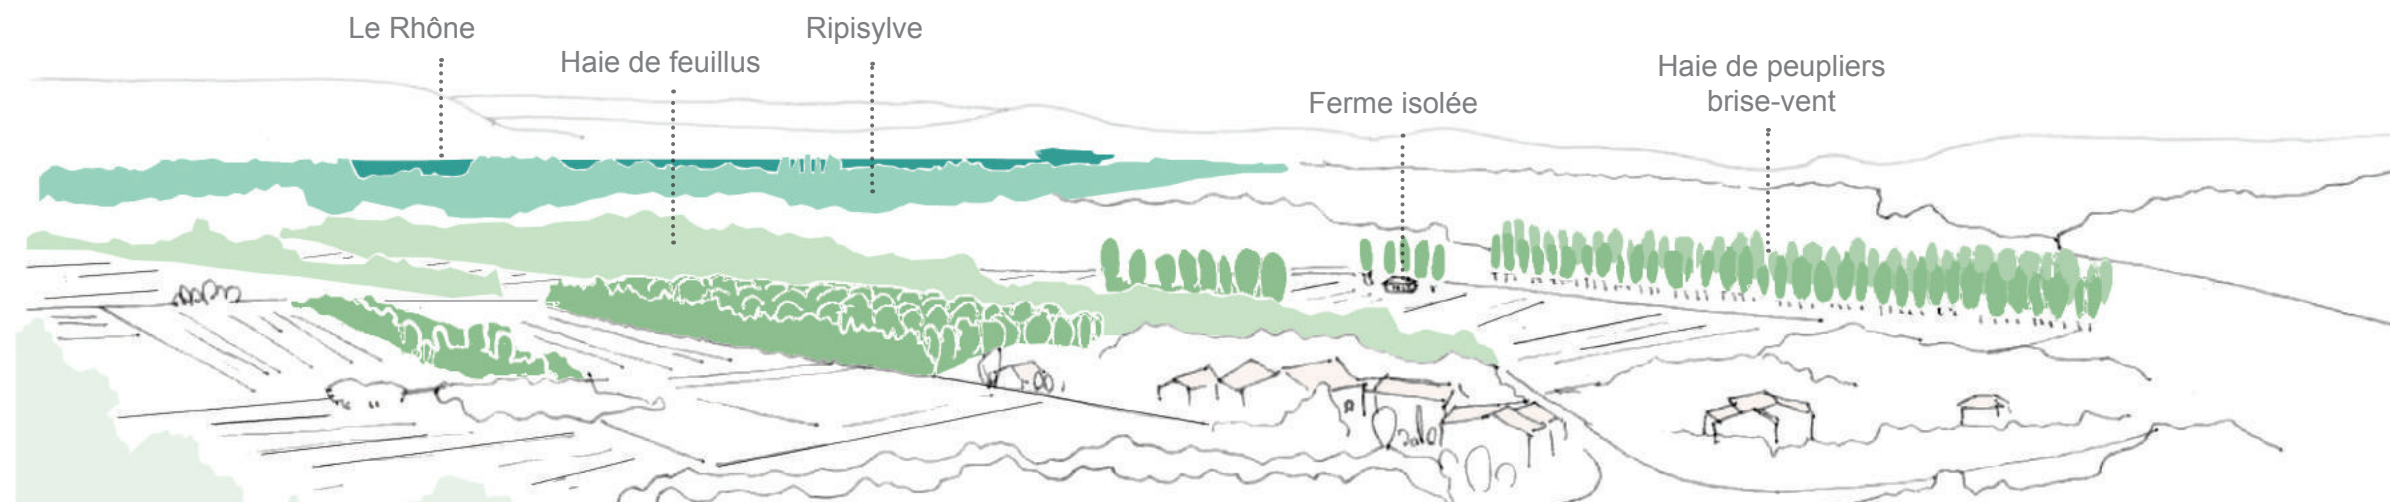 Le Rhône
Ripisylve
Haie de feuillus
Haie de peupliers
brise-vent
Ferme isolée